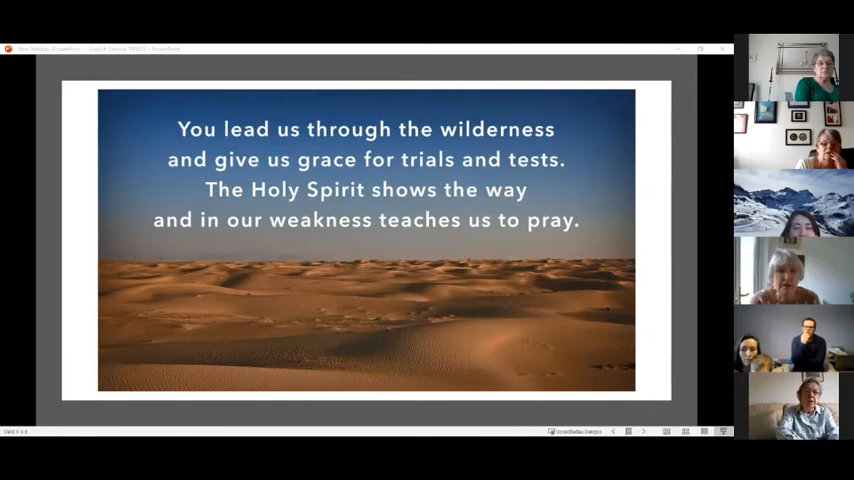 You lead us through the wilderness
and give us grace for trials and tests.
The Holy Spirit shows the way
and in our weakness teaches us to pray.